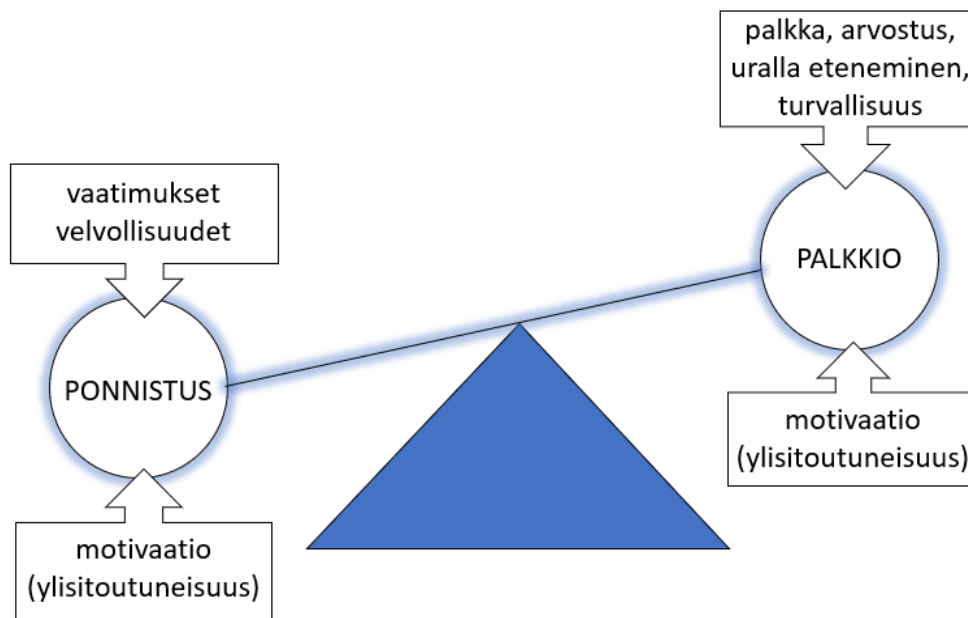 palkka, arvostus,
uralla eteneminen,
turvallisuus
vaatimukset
velvollisuudet
PALKKIO
PONNISTUS
motivaatio
(ylisitoutuneisuus)
motivaatio
(ylisitoutuneisuus)